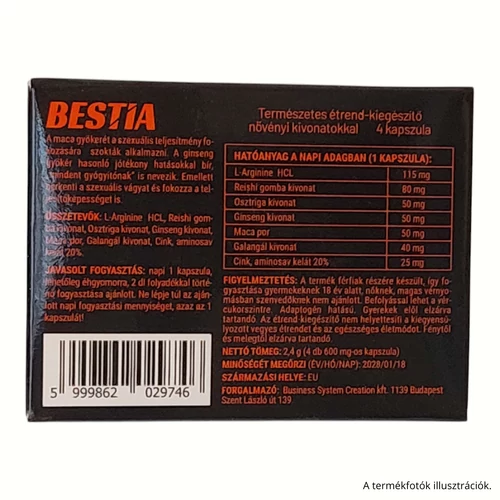 BESTIA
A maca gyökerét a szexuális teljesítmény fo-
kozására szokták alkalmazni. A ginseng
gyökér hasonló jótékony hatásokkal bír,
"mindent gyógyítónak" is nevezik. Emellett
serkenti a szexuális vágyat és fokozza a tel-
jesítőképességet is.
ÖSSZETEVŐK: L-Arginine HCL, Reishi gomba
kivonat, Osztriga kivonat, Ginseng kivonat,
Maca por, Galangál kivonat, Cink, aminosav
kelát 20%.
JAVASOLT FOGYASZTÁS: napi 1 kapszula,
lehetőleg éhgyomorra, 2 dl folyadékkal törté-
nő fogyasztása ajánlott. Ne lépje túl az aján-
lott napi fogyasztási mennyiséget, azaz az 1
kapszulát!
5 999862 029746
Természetes étrend-kiegészítő
növényi kivonatokkal 4 kapszula
HATÓANYAG A NAPI ADAGBAN (1 KAPSZULA):
L-Arginine HCL 115 mg
Reishi gomba kivonat 80 mg
Osztriga kivonat 50 mg
Ginseng kivonat 50 mg
Maca por 50 mg
Galangál kivonat 40 mg
Cink, aminosav kelát 20% 25 mg
FIGYELMEZTETÉS: A termék férfiak részére készült, így fo-
gyasztása gyermekeknek 18 év alatt, nőknek, magas vérnyo-
másban szenvedőknek nem ajánlott. Befolyással lehet a vér-
cukorszintre. Adaptogén hatású. Gyerekek elől elzárva
tartandó. Az étrend-kiegészítő nem helyettesíti a kiegyensú-
lyozott vegyes étrendet és az egészséges életmódot. Fénytől
és melegtől elzárva tartandó.
NETTÓ TÖMEG: 2,4 g (4 db 600 mg-os kapszula)
MINŐSÉGÉT MEGŐRZI (ÉV/HÓ/NAP): 2028/01/18
SZÁRMAZÁSI HELYE: EU
FORGALMAZÓ: Business System Creation kft. 1139 Budapest
Szent László út 139
A termékfotók illusztrációk.